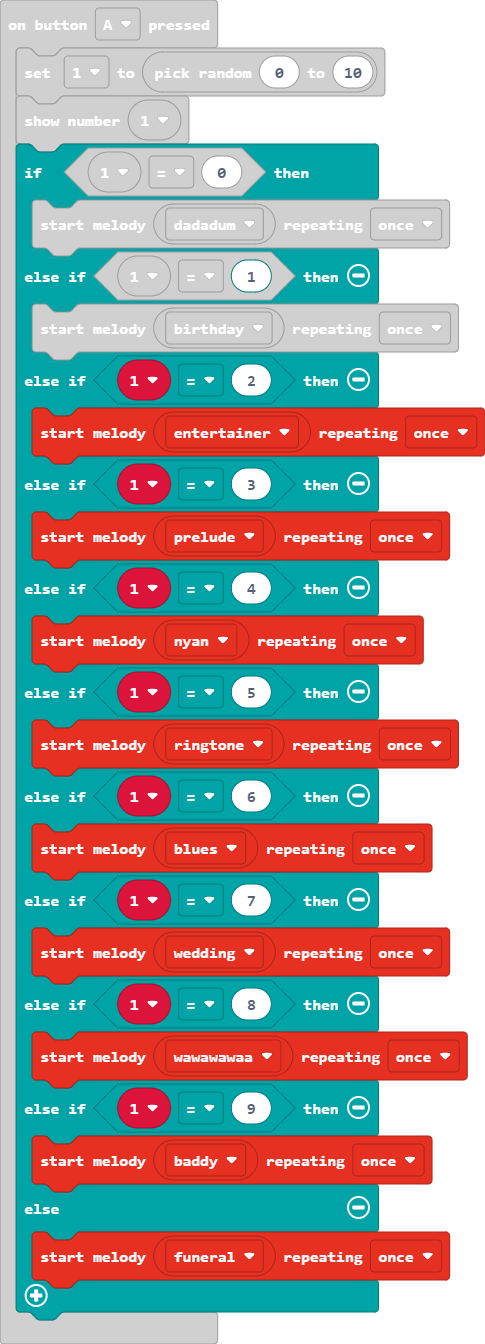 on button A pressed
set 1 to pick random 0 to 10
show number 1
if 1 = 0 then
start melody dadadum repeating once
else if 1 = 1 then
start melody birthday repeating once
else if 1 = 2 then
start melody entertainer repeating once
else if 1 = 3 then
start melody prelude repeating once
else if 1 = 4 then
start melody nyan repeating once
else if 1 = 5 then
start melody ringtone repeating once
else if 1 = 6 then
start melody blues repeating once
else if 1 = 7 then
start melody wedding repeating once
else if 1 = 8 then
start melody wawawawaa repeating once
else if 1 = 9 then
start melody baddy repeating once
else
start melody funeral repeating once